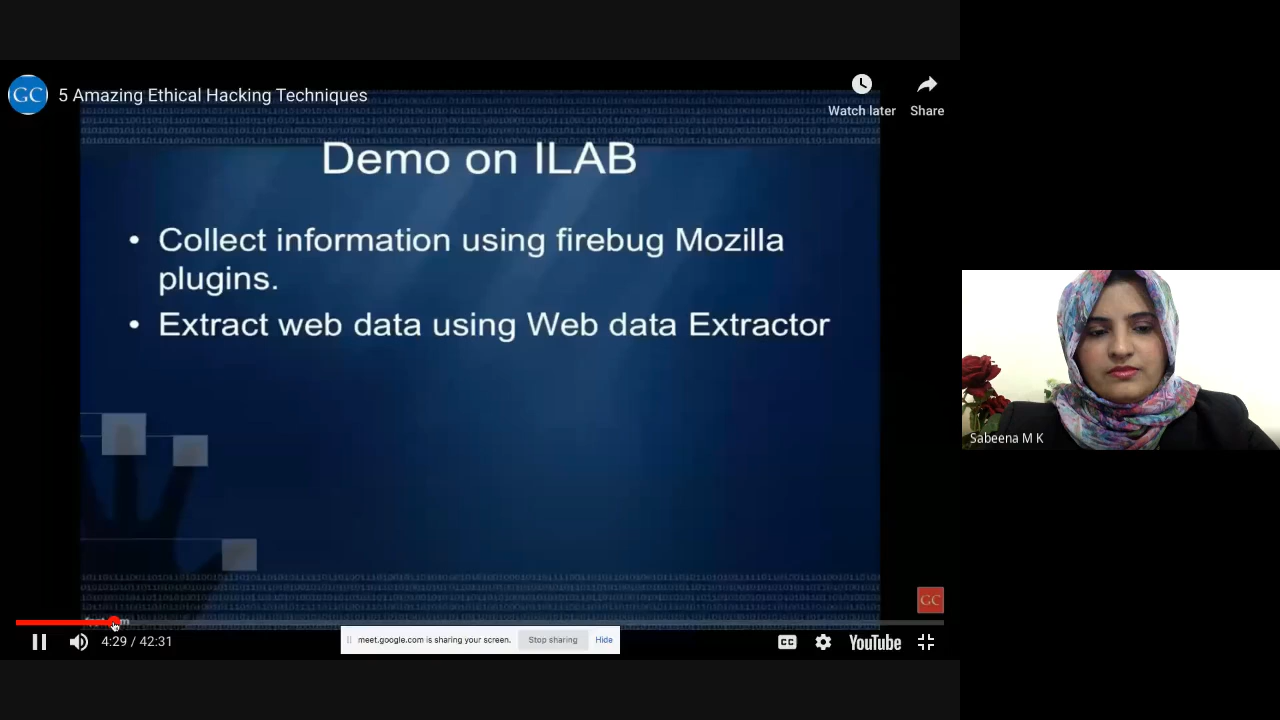 GC
5 Amazing Ethical Hacking Techniques
Watch later
Share
Demo on ILAB
• Collect information using firebug Mozilla
plugins.
• Extract web data using Web data Extractor
Sabeena M K
GC
4:29 / 42:31
meet.google.com is sharing your screen.
Stop sharing
Hide
CC
YouTube